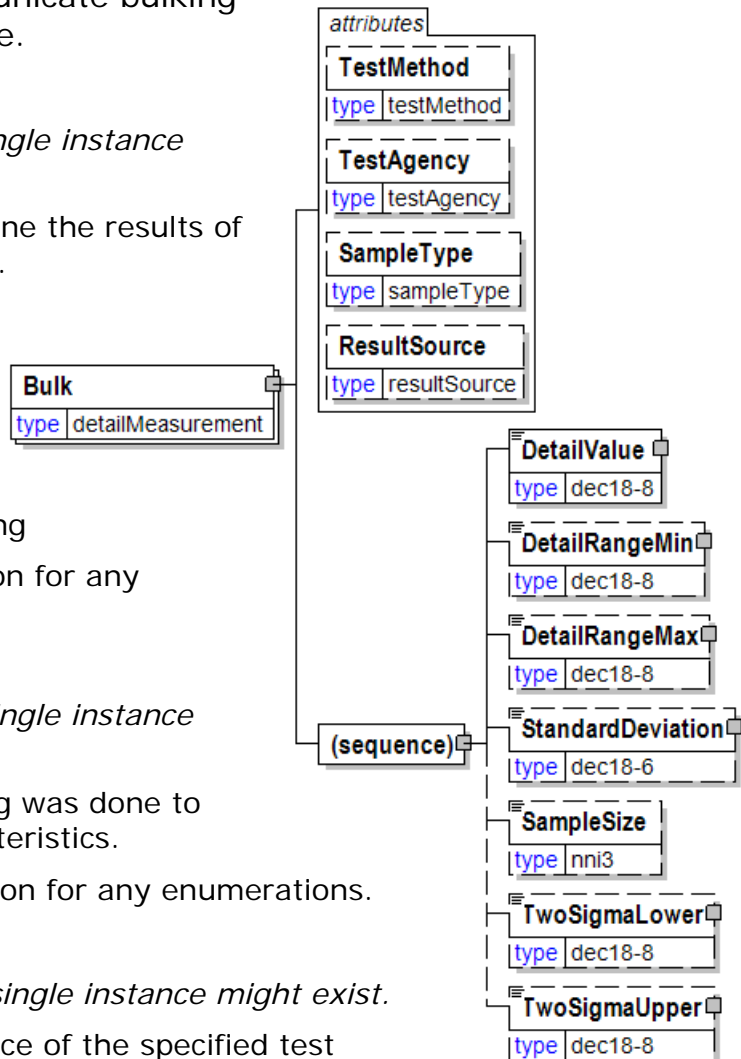 unicate bulking
e.
ngle instance
ne the results of
.
ng
on for any
ingle instance
g was done to
teristics.
on for any enumerations.
single instance might exist.
ce of the specified test
attributes
TestMethod
type testMethod
TestAgency
type testAgency
SampleType
type sampleType
ResultSource
type resultSource
Bulk
type detailMeasurement
(sequence)
DetailValue
type dec18-8
DetailRangeMin
type dec18-8
DetailRangeMax
type dec18-8
StandardDeviation
type dec18-6
SampleSize
type nni3
TwoSigmaLower
type dec18-8
TwoSigmaUpper
type dec18-8